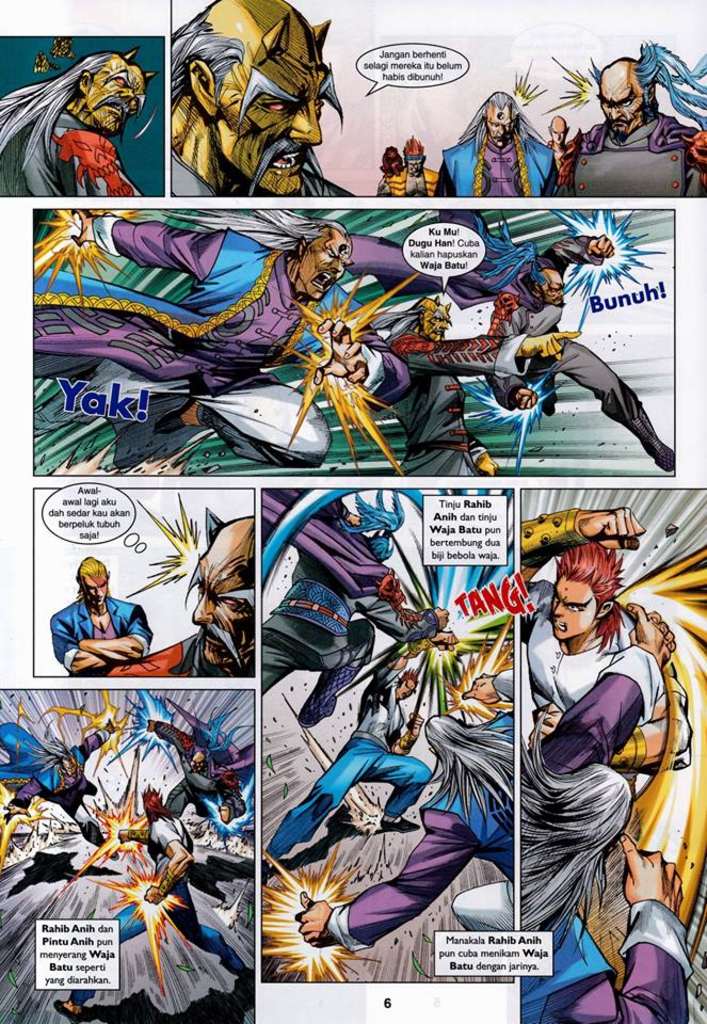 Jangan berhenti
selagi mereka itu belum
habis dibunuh!
Ku Mu!
Dugu Han! Cuba
kalian hapuskan
Waja Batu!
Bunuh!
Yak!
Awal-
awal lagi aku
dah sedar kau akan
berpeluk tubuh
saja!
Tinju Rahib
Anih dan tinju
Waja Batu pun
bertembung dua
biji bebola waja.
TANG!
Rahib Anih dan
Pintu Anih pun
menyerang Waja
Batu seperti
yang diarahkan.
Manakala Rahib Anih
pun cuba menikam Waja
Batu dengan jarinya.
6